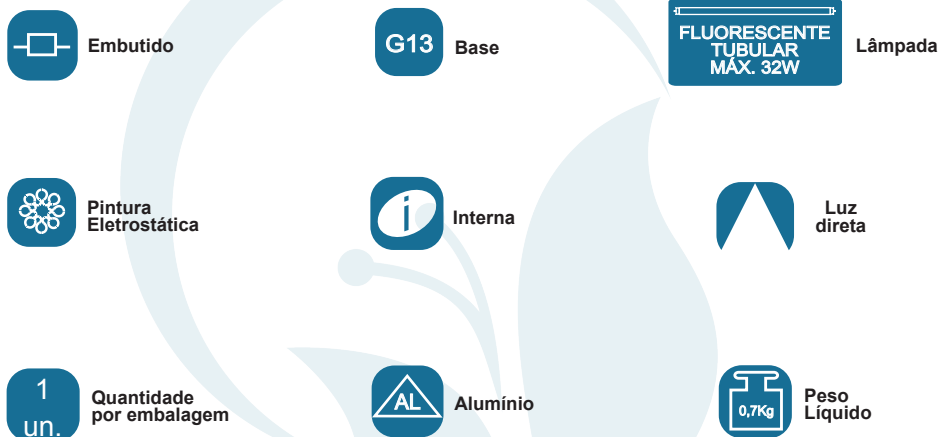 Embutido
G13
Base
FLUORESCENTE
TUBULAR
MÁX. 32W
Lâmpada
Pintura
Eletrostática
i
Interna
Luz
direta
1
un.
Quantidade
por embalagem
AL
Alumínio
0,7Kg
Peso
Líquido